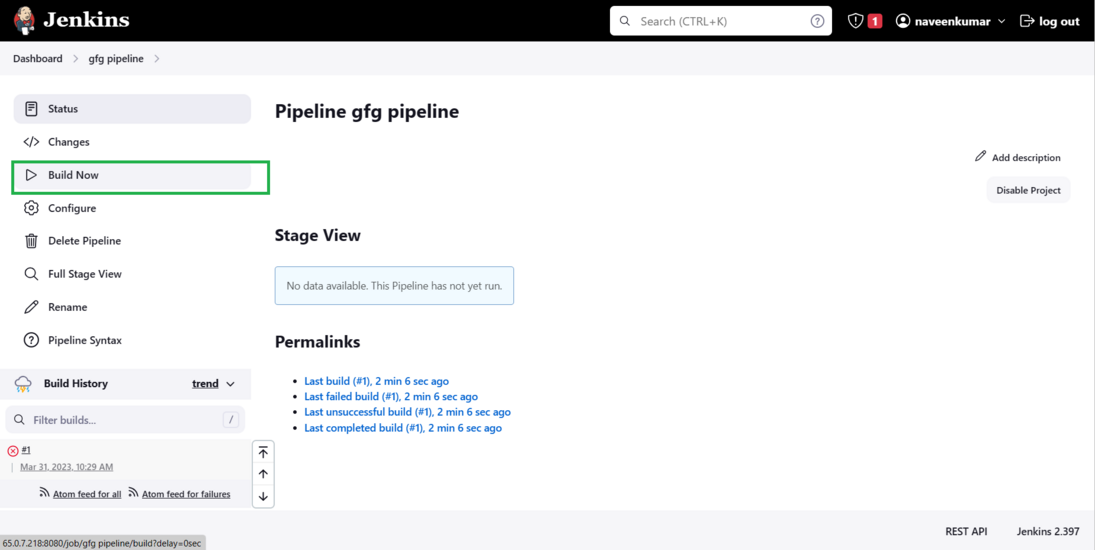 Jenkins
Search (CTRL+K)
?
1
naveenkumar
log out
Dashboard
gfg pipeline
Status
Changes
Build Now
Configure
Delete Pipeline
Full Stage View
Rename
Pipeline Syntax
Build History
trend
Filter builds...
/
#1
Mar 31, 2023, 10:29 AM
Atom feed for all
Atom feed for failures
Pipeline gfg pipeline
Add description
Disable Project
Stage View
No data available. This Pipeline has not yet run.
Permalinks
Last build (#1), 2 min 6 sec ago
Last failed build (#1), 2 min 6 sec ago
Last unsuccessful build (#1), 2 min 6 sec ago
Last completed build (#1), 2 min 6 sec ago
REST API
Jenkins 2.397
65.0.7.218:8080/job/gfg pipeline/build?delay=0sec